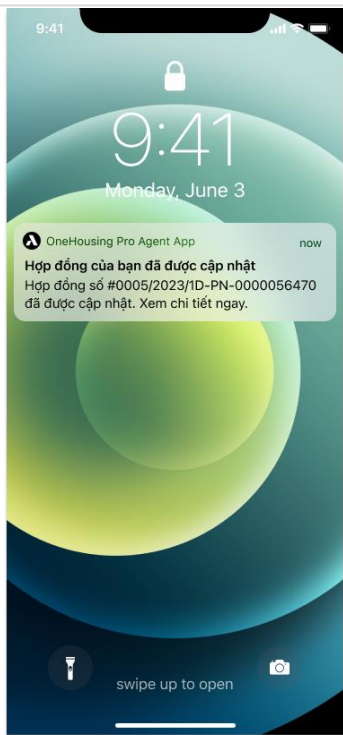 9:41
9:41
Monday, June 3
OneHousing Pro Agent App now
Hợp đồng của bạn đã được cập nhật
Hợp đồng số #0005/2023/1D-PN-0000056470
đã được cập nhật. Xem chi tiết ngay.
swipe up to open